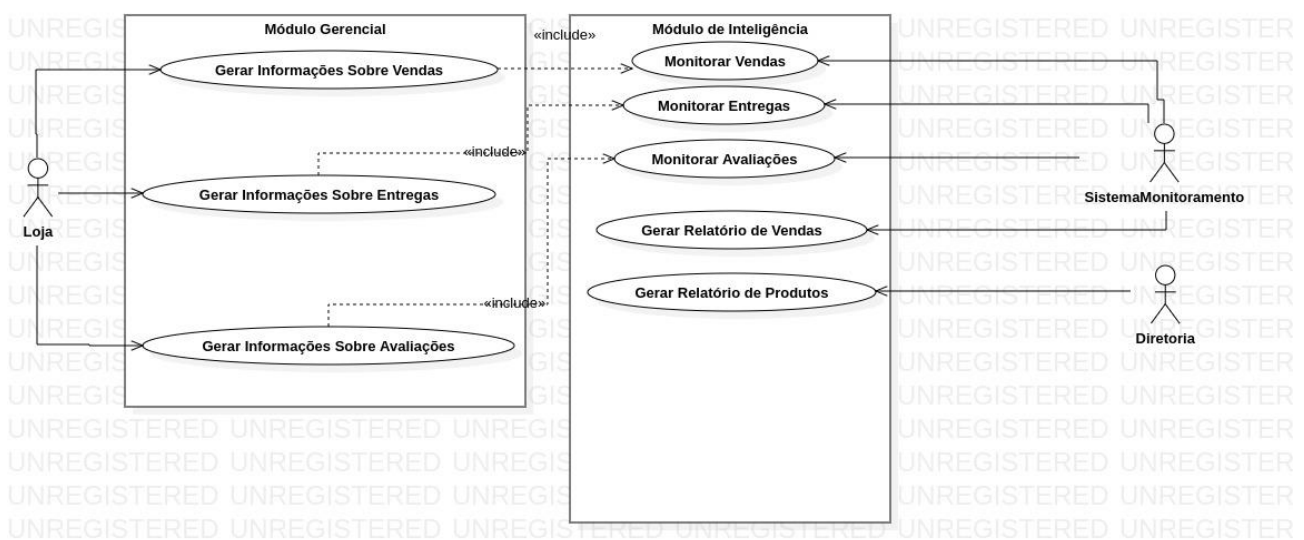 Módulo Gerencial
Gerar Informações Sobre Vendas
Gerar Informações Sobre Entregas
Gerar Informações Sobre Avaliações
Loja
«include»
«include»
«include»
Módulo de Inteligência
Monitorar Vendas
Monitorar Entregas
Monitorar Avaliações
Gerar Relatório de Vendas
Gerar Relatório de Produtos
SistemaMonitoramento
Diretoria
UNREGISTERED UNREGISTERED UNREGISTERED UNREGISTERED UNREGISTERED UNREGISTER